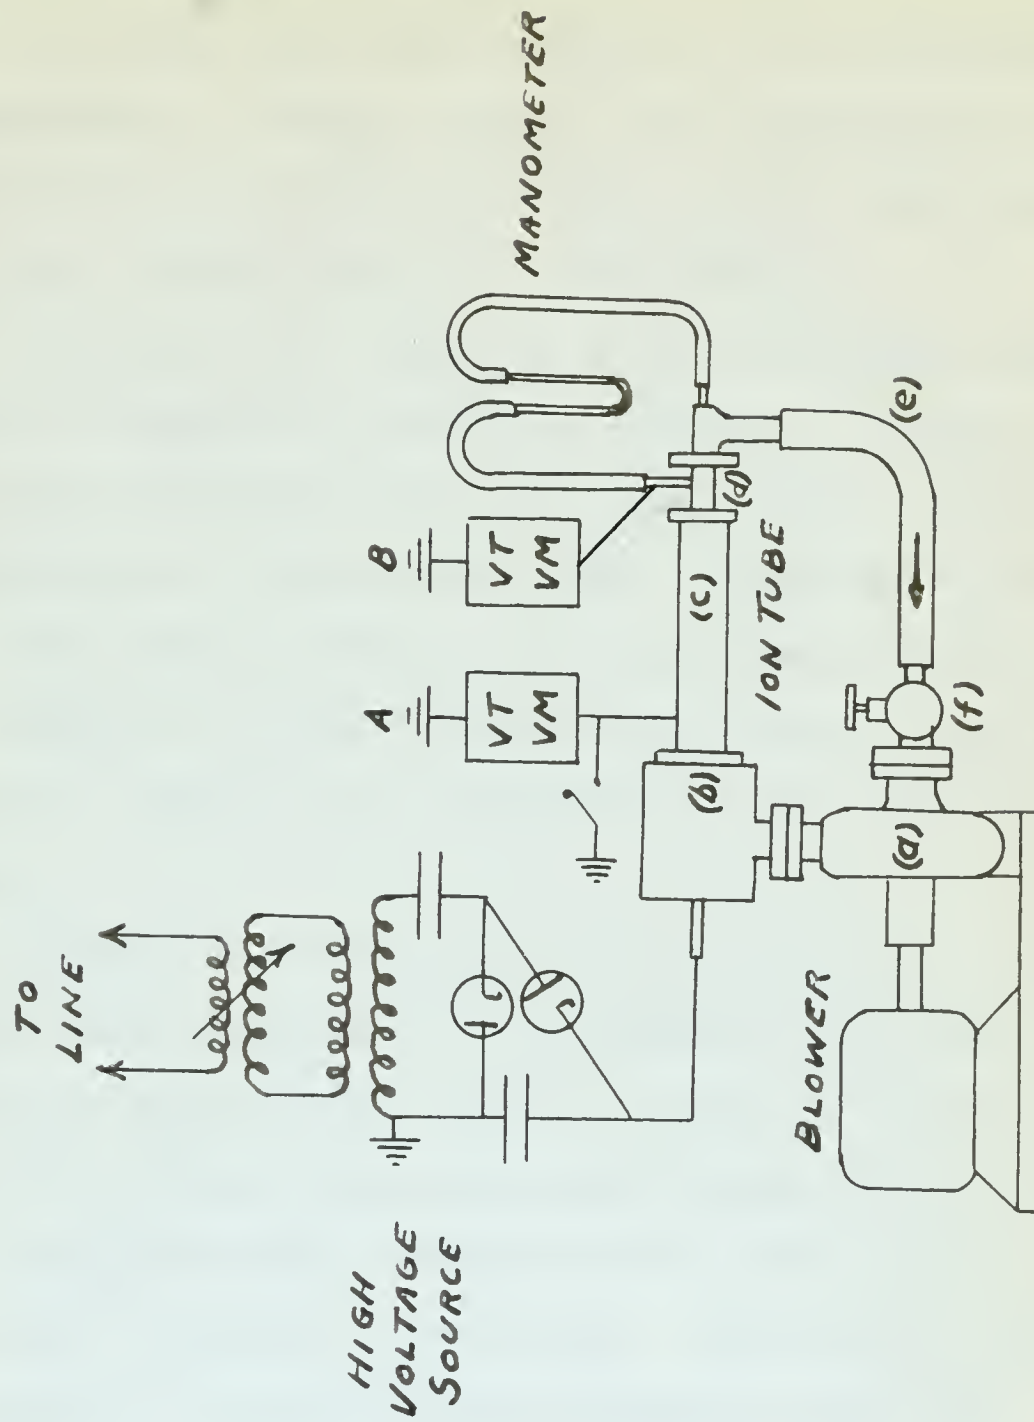 TO
LINE
HIGH
VOLTAGE
SOURCE
A
VT
VM
B
VT
VM
MANOMETER
(b)
(c)
(d)
ION TUBE
BLOWER
(a)
(f)
(e)